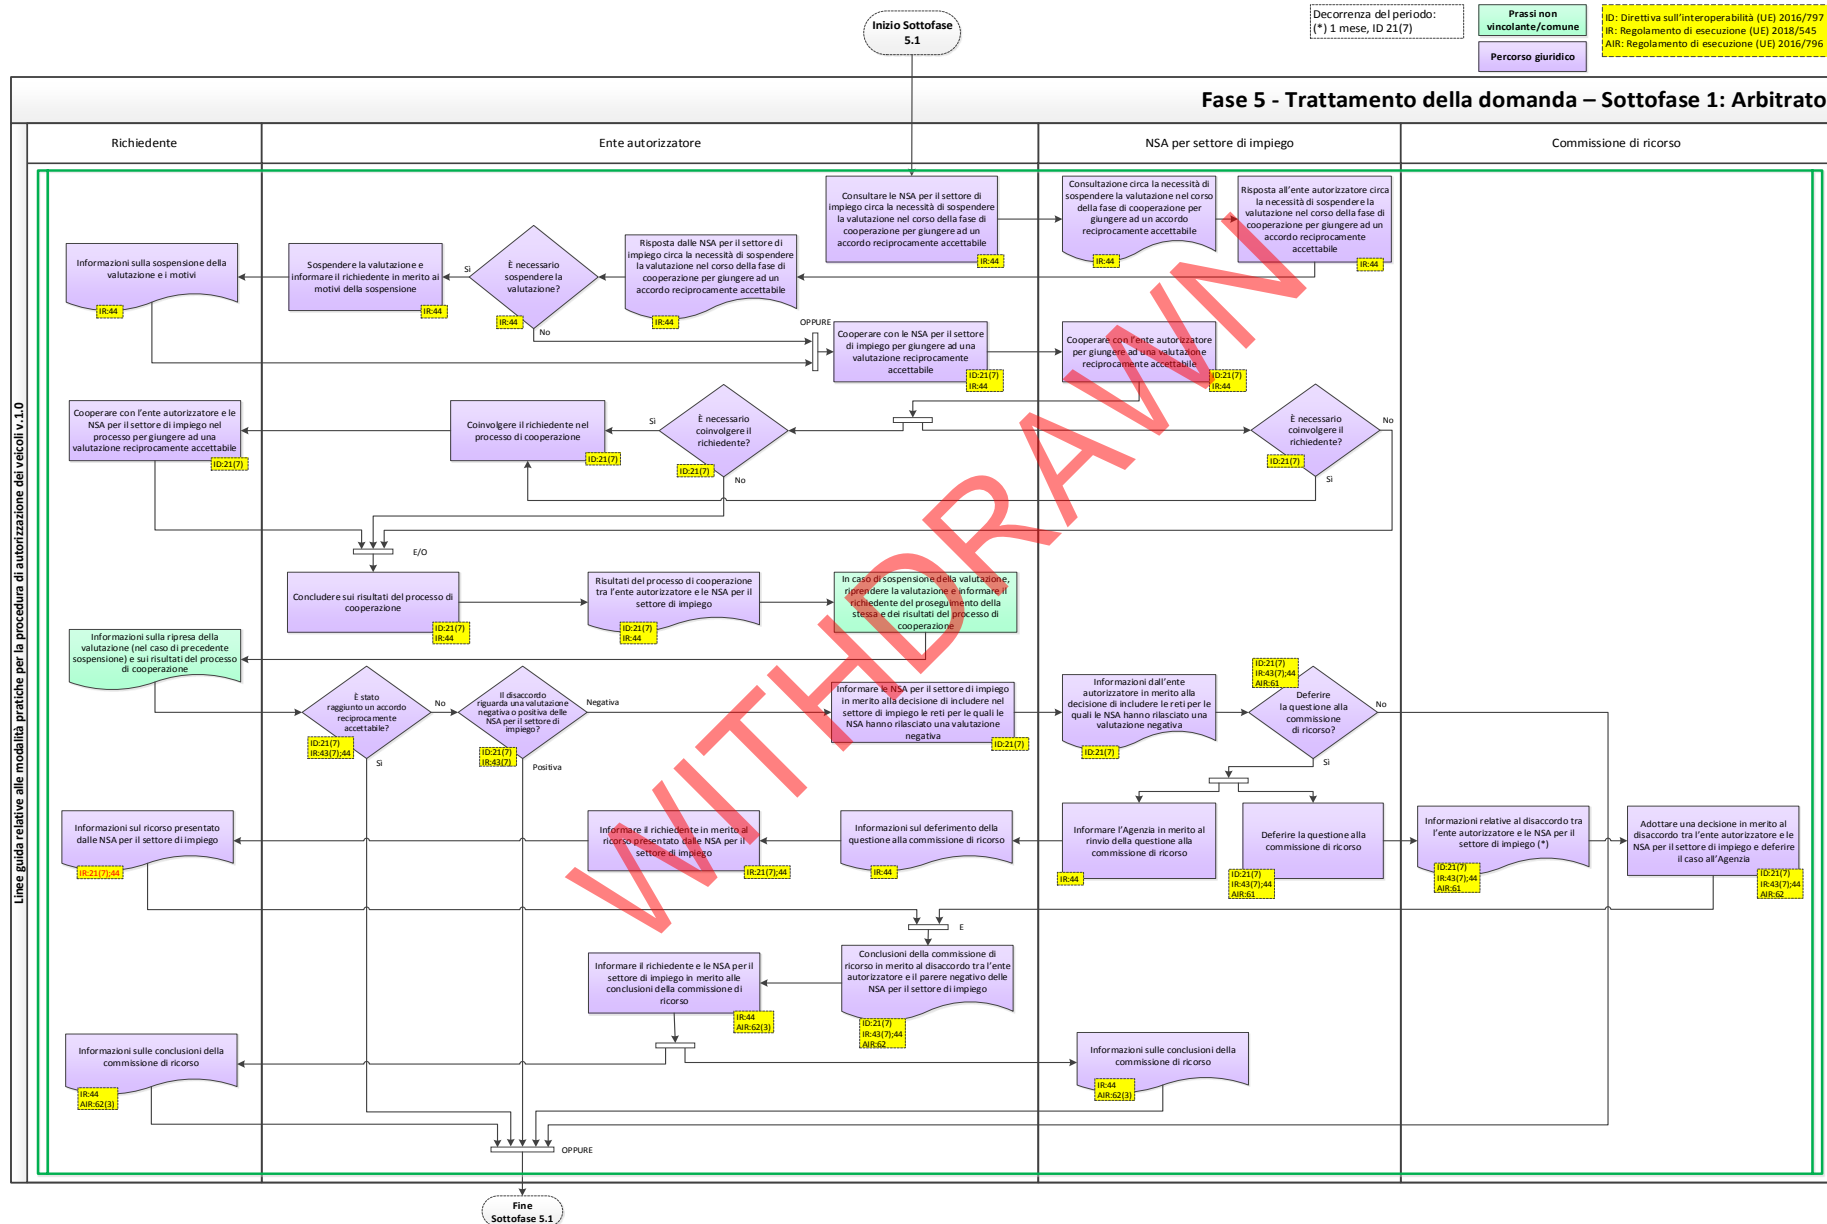 Inizio Sottofase
5.1
Decorrenza del periodo:
(*) 1 mese, ID 21(7)
Prassi non
vincolante/comune
Percorso giuridico
ID: Direttiva sull'interoperabilità (UE) 2016/797
IR: Regolamento di esecuzione (UE) 2018/545
AIR: Regolamento di esecuzione (UE) 2016/796
Fase 5 - Trattamento della domanda – Sottofase 1: Arbitrato
Linee guida relative alle modalità pratiche per la procedura di autorizzazione dei veicoli v.1.0
Richiedente
Ente autorizzatore
NSA per settore di impiego
Commissione di ricorso
Consultare le NSA per il settore di
impiego circa la necessità di sospendere
la valutazione nel corso della fase di
cooperazione per giungere ad un
accordo reciprocamente accettabile
IR:44
Consultazione circa la necessità di
sospendere la valutazione nel corso
della fase di cooperazione per
giungere ad un accordo
reciprocamente accettabile
IR:44
Risposta all'ente autorizzatore circa
la necessità di sospendere la
valutazione nel corso della fase di
cooperazione per giungere ad un
accordo reciprocamente
accettabile
IR:44
Informazioni sulla sospensione della
valutazione e i motivi
IR:44
Sospendere la valutazione e
informare il richiedente in merito ai
motivi della sospensione
IR:44
Sì
È necessario
sospendere la
valutazione?
IR:44
No
Risposta dalle NSA per il settore di
impiego circa la necessità di sospendere
la valutazione nel corso della fase di
cooperazione per giungere ad un
accordo reciprocamente accettabile
IR:44
OPPURE
Cooperare con le NSA per il settore
di impiego per giungere ad una
valutazione reciprocamente
accettabile
ID:21(7)
IR:44
Cooperare con l'ente autorizzatore
per giungere ad una valutazione
reciprocamente accettabile
ID:21(7)
IR:44
Cooperare con l'ente autorizzatore e le
NSA per il settore di impiego nel
processo per giungere ad una
valutazione reciprocamente accettabile
ID:21(7)
Coinvolgere il richiedente nel
processo di cooperazione
ID:21(7)
Sì
È necessario
coinvolgere il
richiedente?
ID:21(7)
No
È necessario
coinvolgere il
richiedente?
ID:21(7)
No
Sì
E/O
Concludere sui risultati del processo di
cooperazione
ID:21(7)
IR:44
Risultati del processo di cooperazione
tra l'ente autorizzatore e le NSA per il
settore di impiego
ID:21(7)
IR:44
In caso di sospensione della valutazione,
riprendere la valutazione e informare il
richiedente del proseguimento della
stessa e dei risultati del processo di
cooperazione
Informazioni sulla ripresa della
valutazione (nel caso di precedente
sospensione) e sui risultati del processo
di cooperazione
È stato
raggiunto un accordo
reciprocamente
accettabile?
ID:21(7)
IR:43(7);44
No
Sì
Il disaccordo
riguarda una valutazione
negativa o positiva delle
NSA per il settore di
impiego?
ID:21(7)
IR:43(7)
Negativa
Positiva
Informare le NSA per il settore di impiego
in merito alla decisione di includere nel
settore di impiego le reti per le quali le
NSA hanno rilasciato una valutazione
negativa
ID:21(7)
Informazioni dall'ente
autorizzatore in merito alla
decisione di includere le reti per le
quali le NSA hanno rilasciato una
valutazione negativa
ID:21(7)
ID:21(7)
IR:43(7);44
AIR:61
Deferire
la questione alla
commissione
di ricorso?
No
Sì
Informazioni sul ricorso presentato
dalle NSA per il settore di impiego
IR:21(7);44
Informare il richiedente in merito al
ricorso presentato dalle NSA per il
settore di impiego
IR:21(7);44
Informazioni sul deferimento della
questione alla commissione di ricorso
IR:44
Informare l'Agenzia in merito al
rinvio della questione alla
commissione di ricorso
IR:44
Deferire la questione alla
commissione di ricorso
ID:21(7)
IR:43(7);44
AIR:61
Informazioni relative al disaccordo tra
l'ente autorizzatore e le NSA per il
settore di impiego (*)
ID:21(7)
IR:43(7);44
AIR:61
Adottare una decisione in merito al
disaccordo tra l'ente autorizzatore e le
NSA per il settore di impiego e deferire
il caso all'Agenzia
ID:21(7)
IR:43(7);44
AIR:62
E
Informare il richiedente e le NSA per il
settore di impiego in merito alle
conclusioni della commissione di
ricorso
IR:44
AIR:62(3)
Conclusioni della commissione di
ricorso in merito al disaccordo tra l'ente
autorizzatore e il parere negativo delle
NSA per il settore di impiego
ID:21(7)
IR:43(7);44
AIR:62
Informazioni sulle conclusioni della
commissione di ricorso
IR:44
AIR:62(3)
Informazioni sulle conclusioni della
commissione di ricorso
IR:44
AIR:62(3)
OPPURE
Fine
Sottofase 5.1
WITHDRAWN